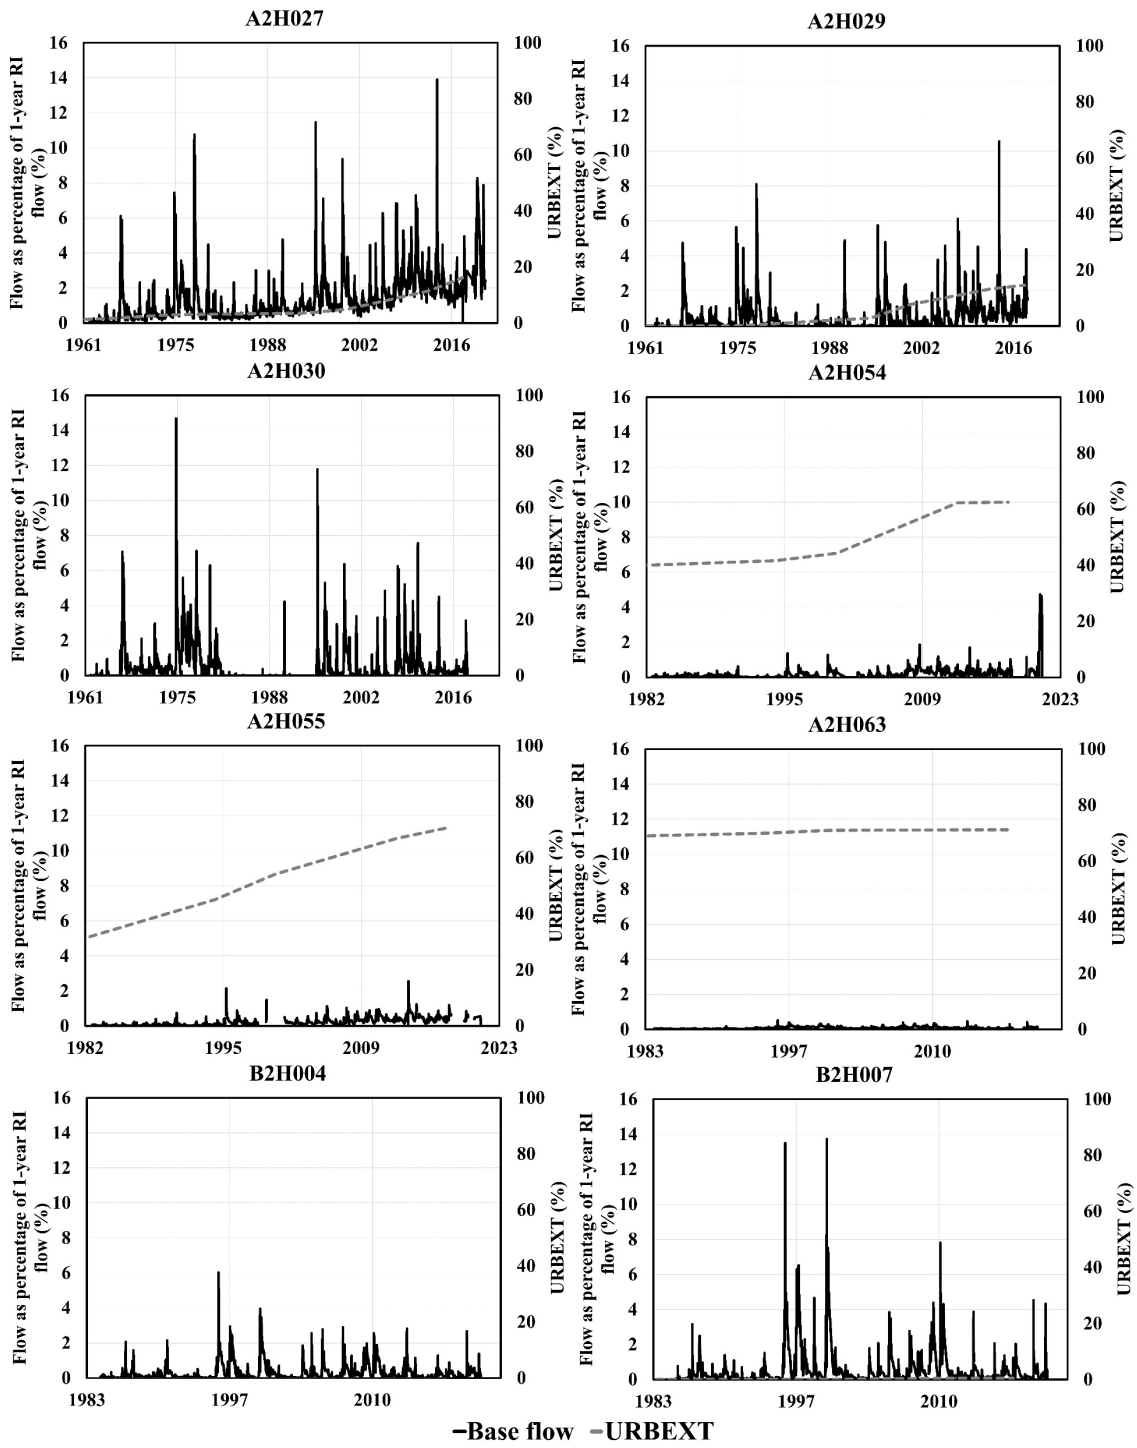 A2H027
A2H029
Flow as percentage of 1-year RI
flow (%)
16
14
12
10
8
6
4
2
0
100
80
60
40
20
0
URBEXT (%)
1961 1975 1988 2002 2016
Flow as percentage of 1-year RI
flow (%)
16
14
12
10
8
6
4
2
0
100
80
60
40
20
0
URBEXT (%)
1961 1975 1988 2002 2016
A2H030
A2H054
Flow as percentage of 1-year RI
flow (%)
16
14
12
10
8
6
4
2
0
100
80
60
40
20
0
URBEXT (%)
1961 1975 1988 2002 2016
Flow as percentage of 1-year RI
flow (%)
16
14
12
10
8
6
4
2
0
100
80
60
40
20
0
URBEXT (%)
1982 1995 2009 2023
A2H055
A2H063
Flow as percentage of 1-year RI
flow (%)
16
14
12
10
8
6
4
2
0
100
80
60
40
20
0
URBEXT (%)
1982 1995 2009 2023
Flow as percentage of 1-year RI
flow (%)
16
14
12
10
8
6
4
2
0
100
80
60
40
20
0
URBEXT (%)
1983 1997 2010
B2H004
B2H007
Flow as percentage of 1-year RI
flow (%)
16
14
12
10
8
6
4
2
0
100
80
60
40
20
0
URBEXT (%)
1983 1997 2010
Flow as percentage of 1-year RI
flow (%)
16
14
12
10
8
6
4
2
0
100
80
60
40
20
0
URBEXT (%)
1983 1997 2010
Base flow URBEXT